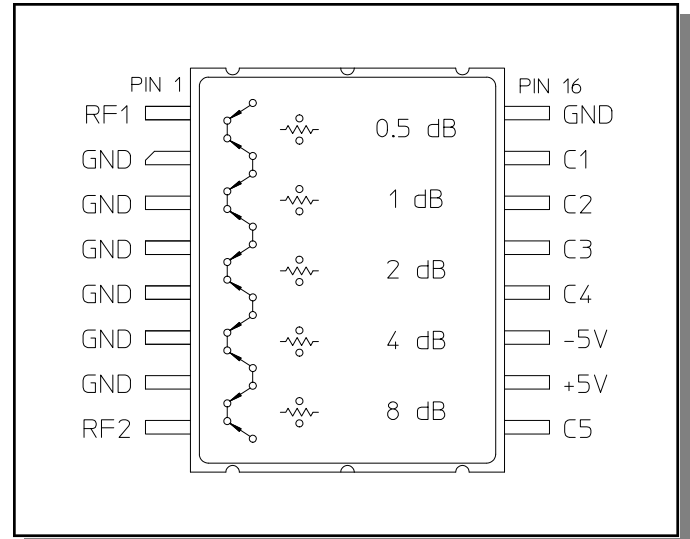 PIN 1 PIN 16
RF1 0.5 dB GND
GND C1
GND 1 dB C2
GND C3
GND 2 dB C4
GND 4 dB -5V
GND +5V
RF2 8 dB C5